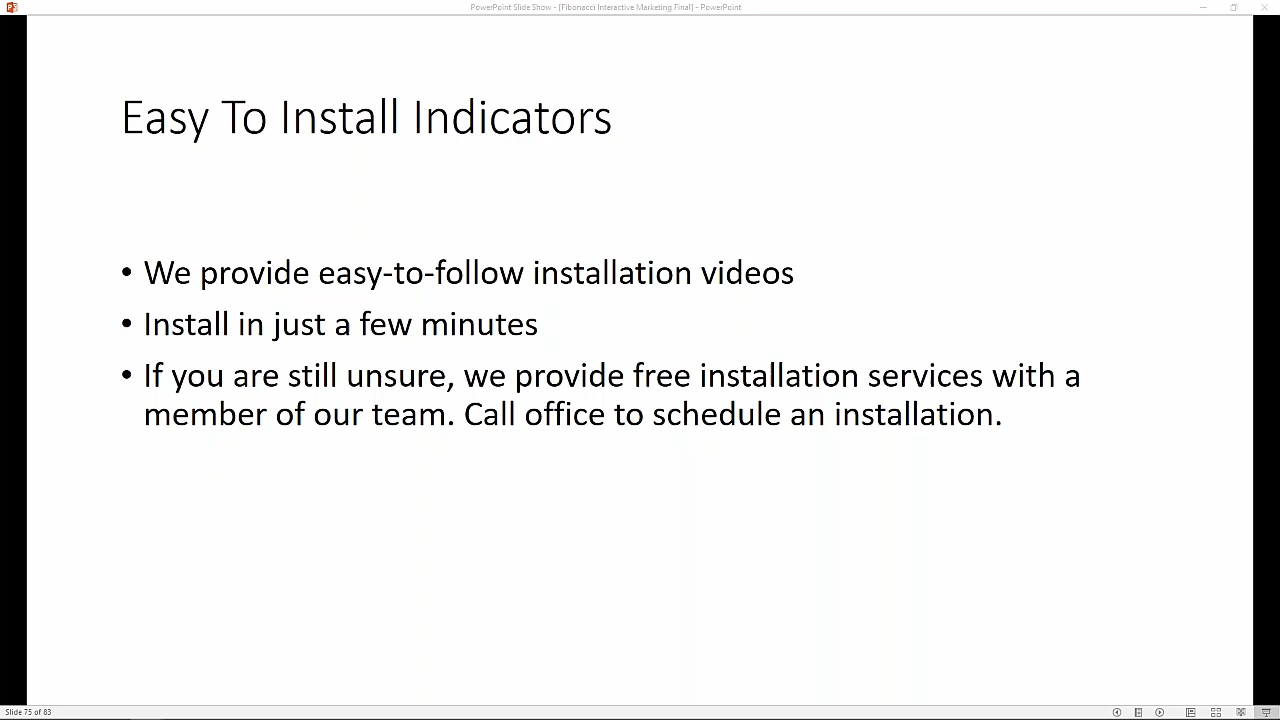 PowerPoint Slide Show - [Fibonacci Interactive Marketing Final] - PowerPoint
Easy To Install Indicators
• We provide easy-to-follow installation videos
• Install in just a few minutes
• If you are still unsure, we provide free installation services with a
member of our team. Call office to schedule an installation.
Slide 75 of 83